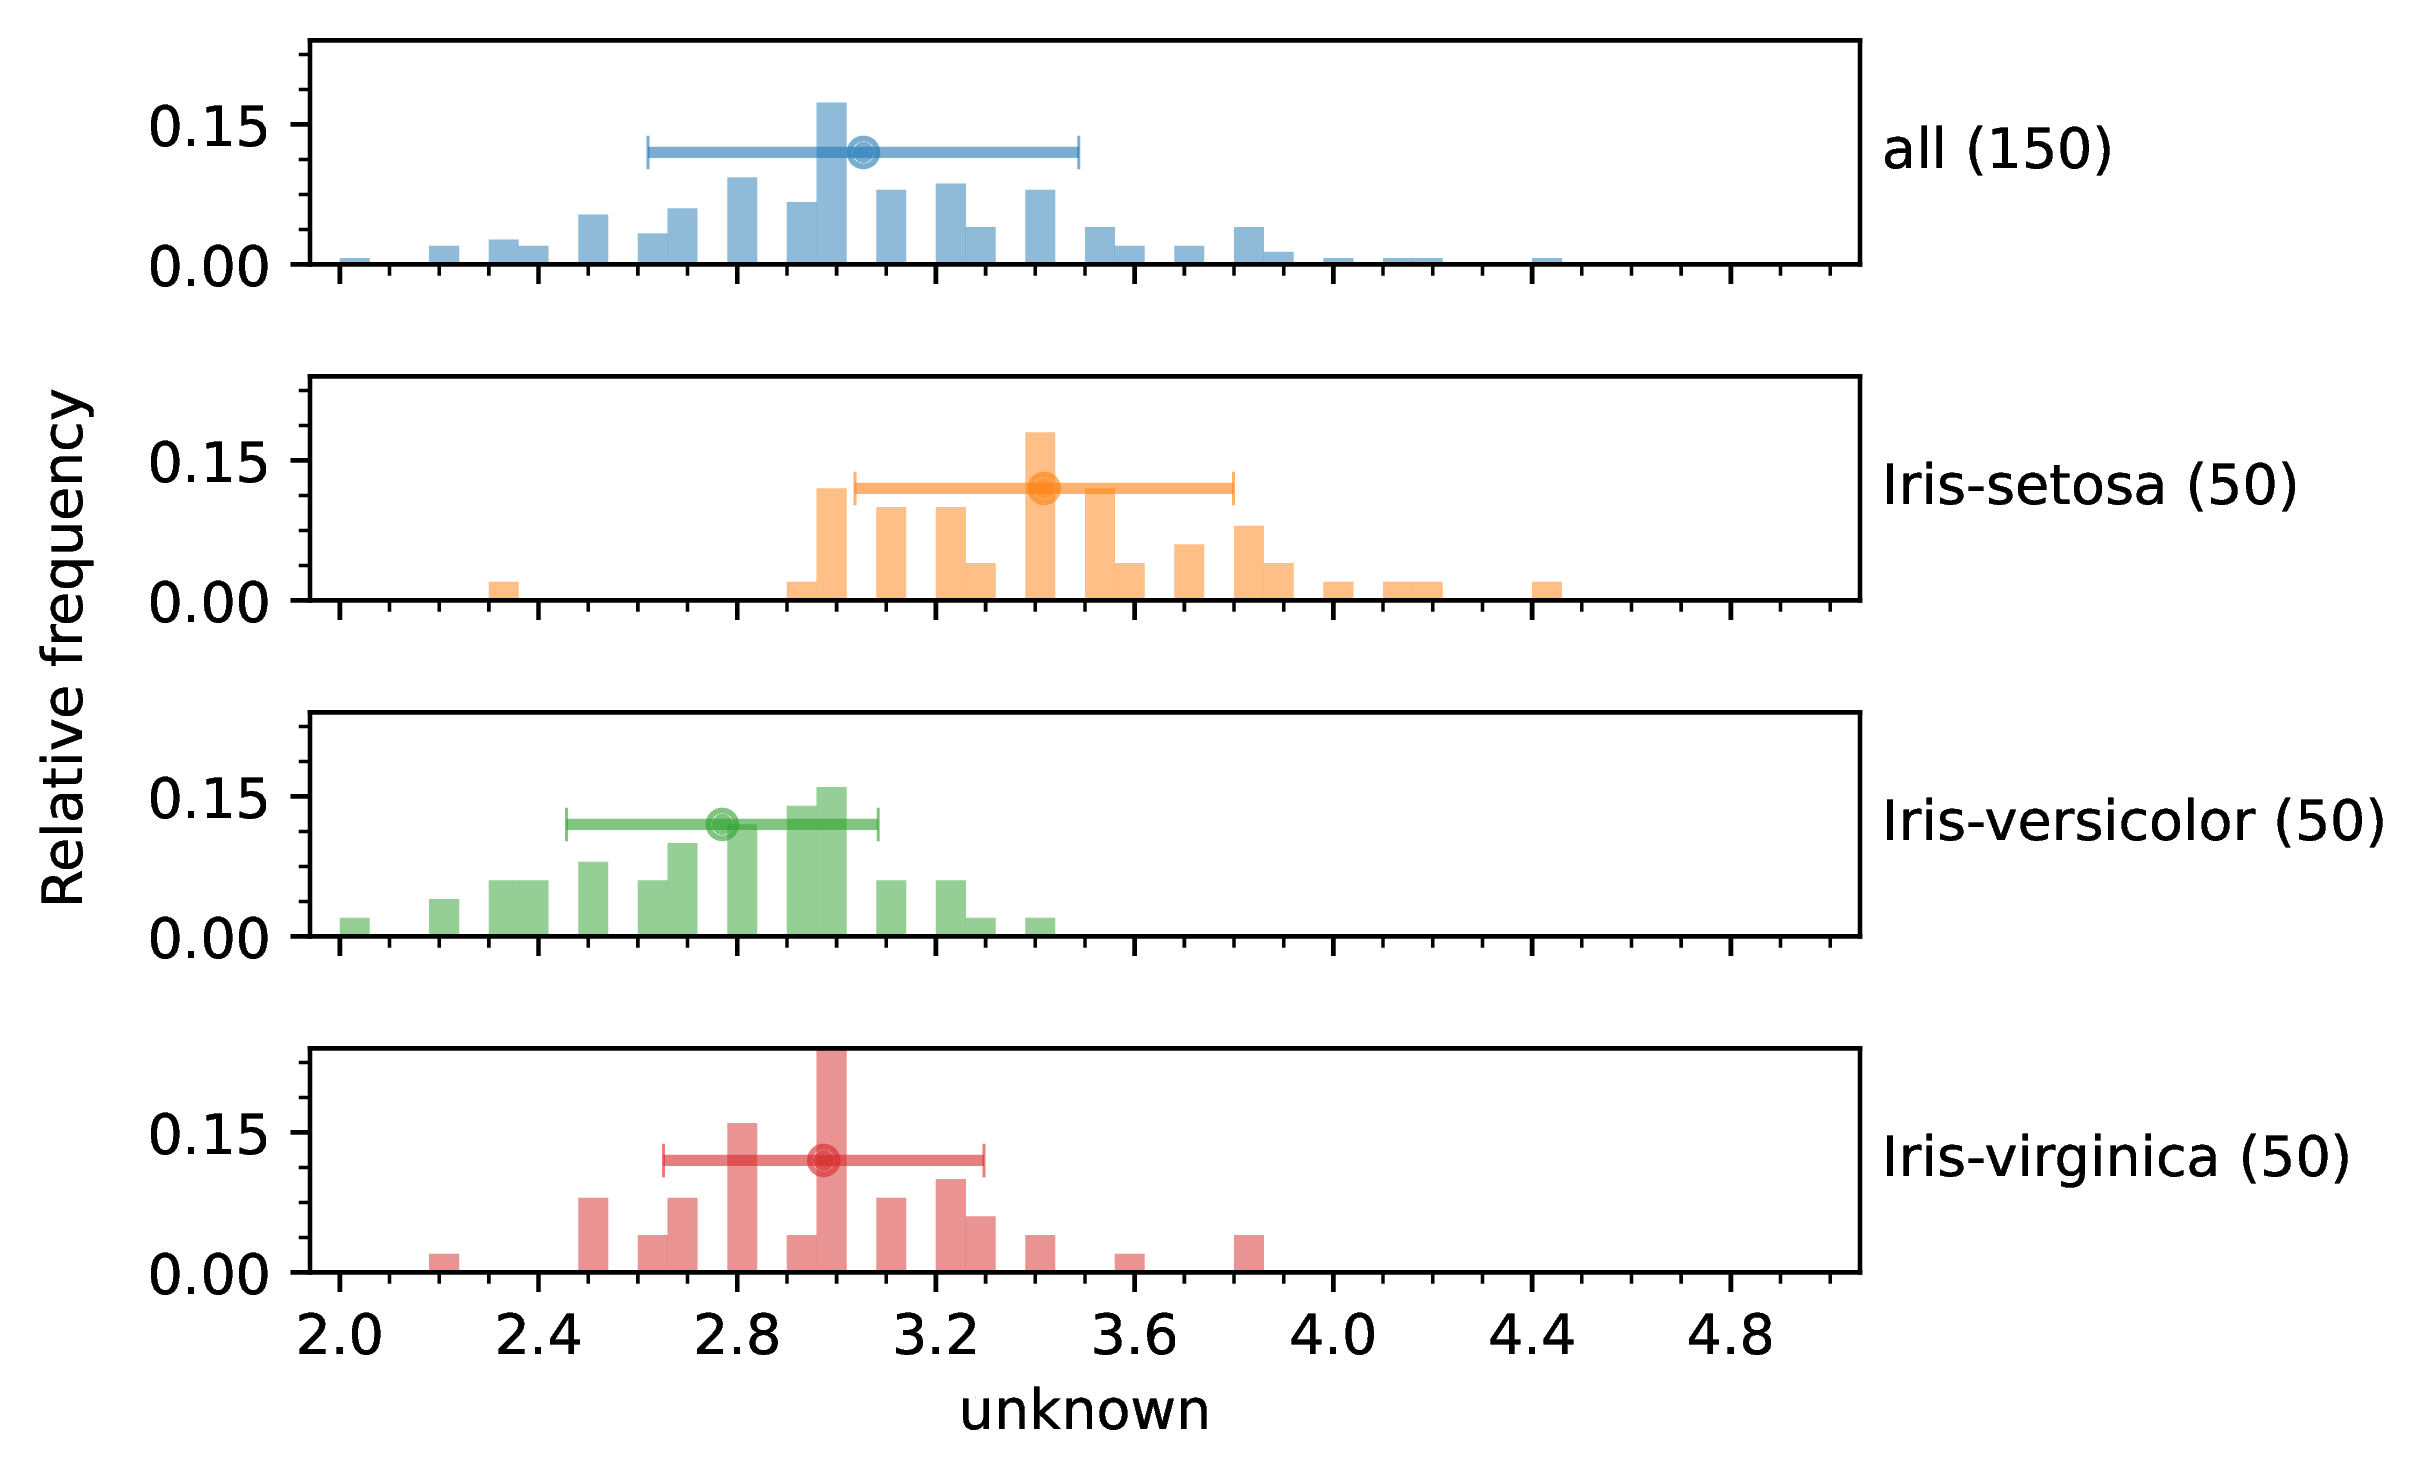 0.15
0.00
all (150)
0.15
0.00
Iris-setosa (50)
Relative frequency
0.15
0.00
Iris-versicolor (50)
0.15
0.00
Iris-virginica (50)
2.0 2.4 2.8 3.2 3.6 4.0 4.4 4.8
unknown